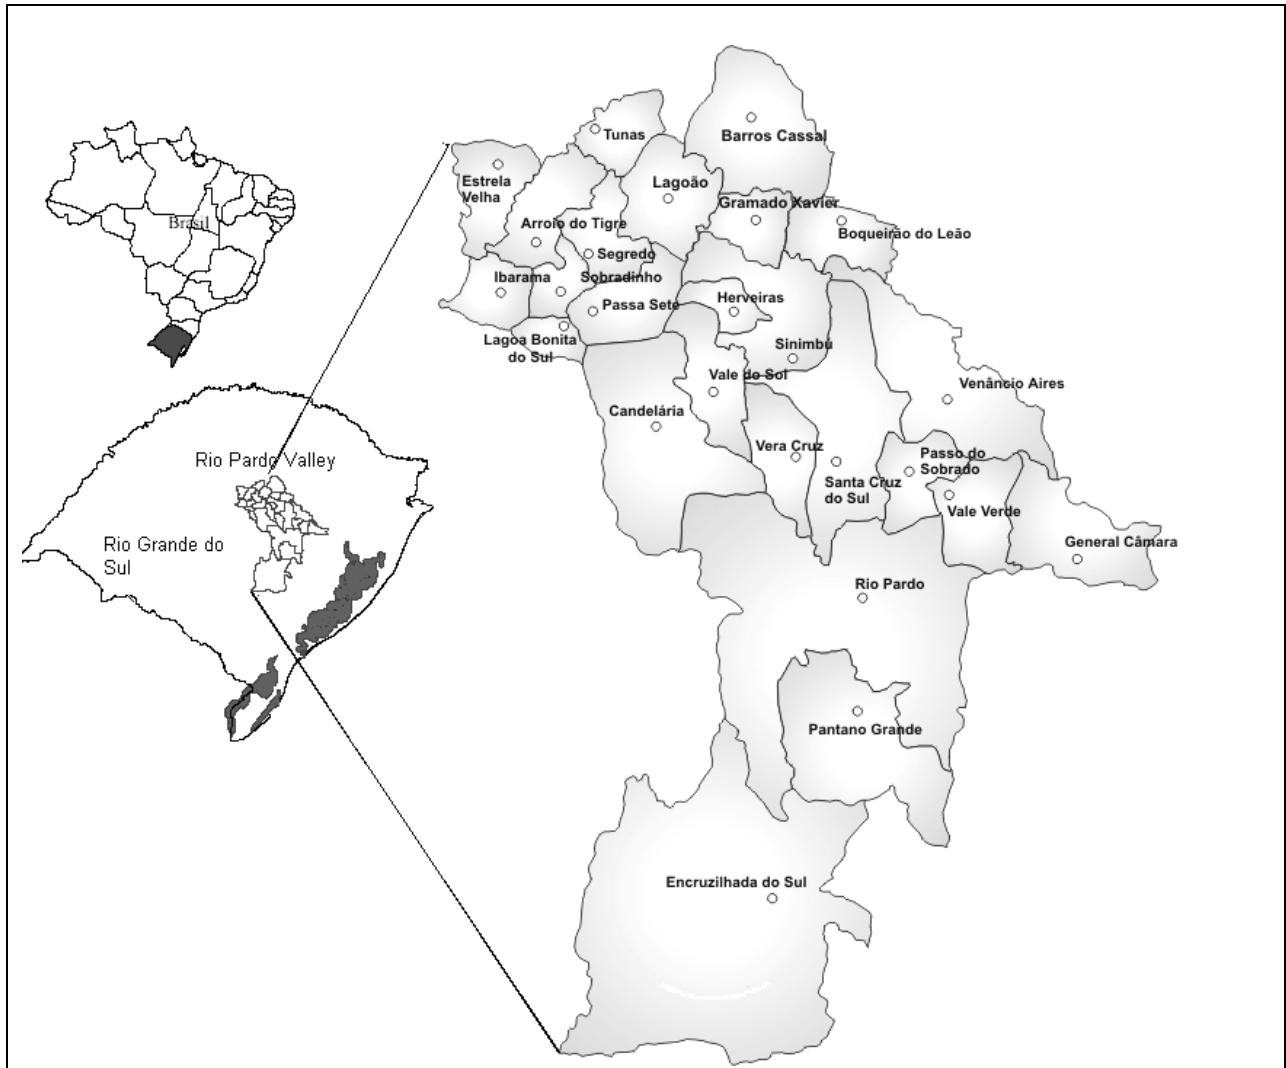 Brasil
Rio Pardo Valley
Rio Grande do
Sul
Tunas
Barros Cassal
Estrela
Velha
Lagoão
Gramado Xavier
Arroio do Tigre
Boqueirão do Leão
Segredo
Ibarama
Sobradinho
Passa Sete
Herveiras
Lagoa Bonita
do Sul
Sinimbu
Vale do Sol
Venâncio Aires
Candelária
Vera Cruz
Passo do
Sobrado
Santa Cruz
do Sul
Vale Verde
General Câmara
Rio Pardo
Pantano Grande
Encruzilhada do Sul